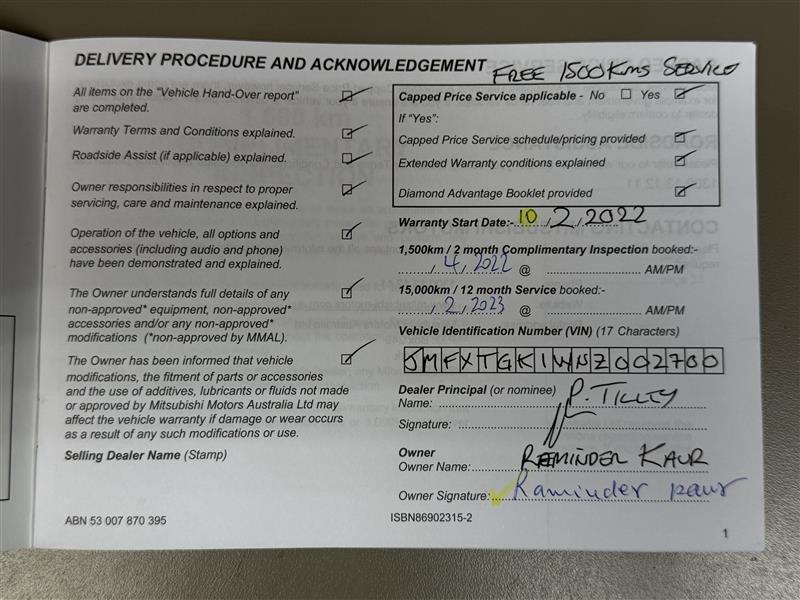 DELIVERY PROCEDURE AND ACKNOWLEDGEMENT
FREE 1500Kms SERVICE
All items on the "Vehicle Hand-Over report"
are completed.
Warranty Terms and Conditions explained.
Roadside Assist (if applicable) explained.
Owner responsibilities in respect to proper
servicing, care and maintenance explained.
Operation of the vehicle, all options and
accessories (including audio and phone)
have been demonstrated and explained.
The Owner understands full details of any
non-approved* equipment, non-approved*
accessories and/or any non-approved*
modifications (*non-approved by MMAL).
The Owner has been informed that vehicle
modifications, the fitment of parts or accessories
and the use of additives, lubricants or fluids not made
or approved by Mitsubishi Motors Australia Ltd may
affect the vehicle warranty if damage or wear occurs
as a result of any such modifications or use.
Selling Dealer Name (Stamp)
ABN 53 007 870 395
Capped Price Service applicable - No Yes
If "Yes":
Capped Price Service schedule/pricing provided
Extended Warranty conditions explained
Diamond Advantage Booklet provided
Warranty Start Date:- 10 / 2 / 2022
1,500km / 2 month Complimentary Inspection booked:-
/ 4 / 2022 @ AM/PM
15,000km / 12 month Service booked:-
/ 2 / 2023 @ AM/PM
Vehicle Identification Number (VIN) (17 Characters)
JMFXTGK1WNZ002700
Dealer Principal (or nominee)
Name: P. TILLEY
Signature:
Owner
Owner Name: REMINDER KAUR
Owner Signature: Raminder kaur
ISBN86902315-2
1